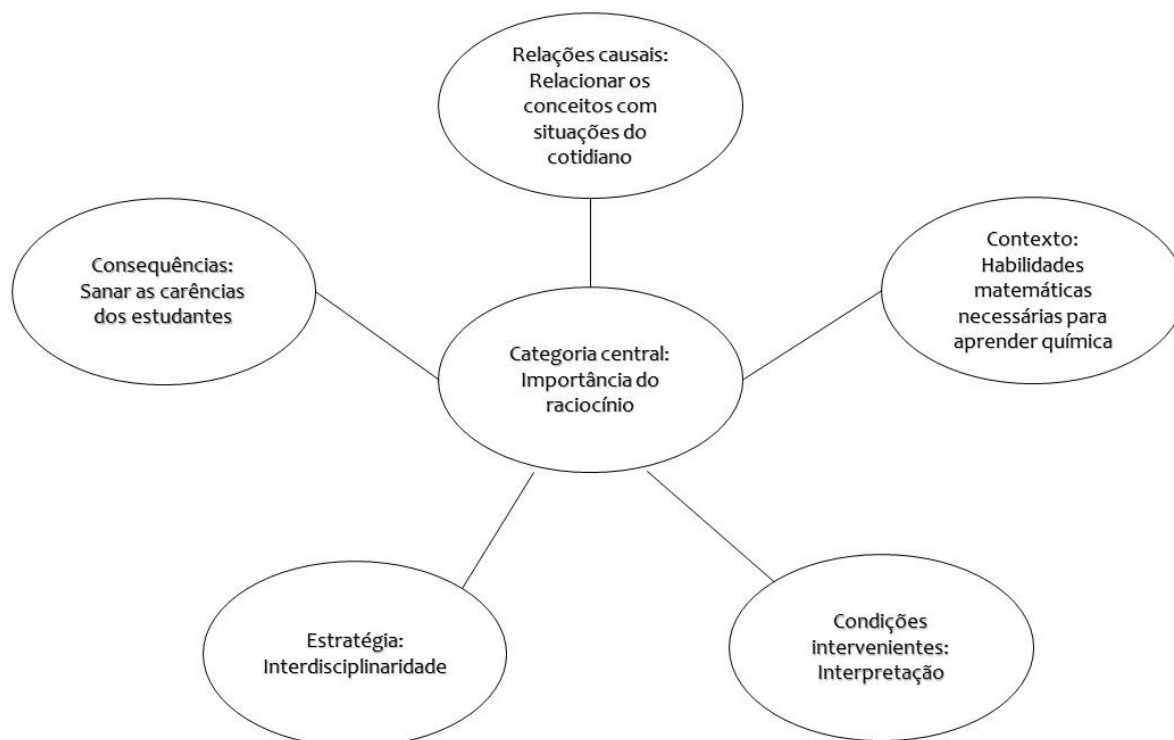 Relações causais:
Relacionar os
conceitos com
situações do
cotidiano
Consequências:
Sanar as carências
dos estudantes
Contexto:
Habilidades
matemáticas
necessárias para
aprender química
Categoria central:
Importância do
raciocínio
Estratégia:
Interdisciplinaridade
Condições
intervenientes:
Interpretação